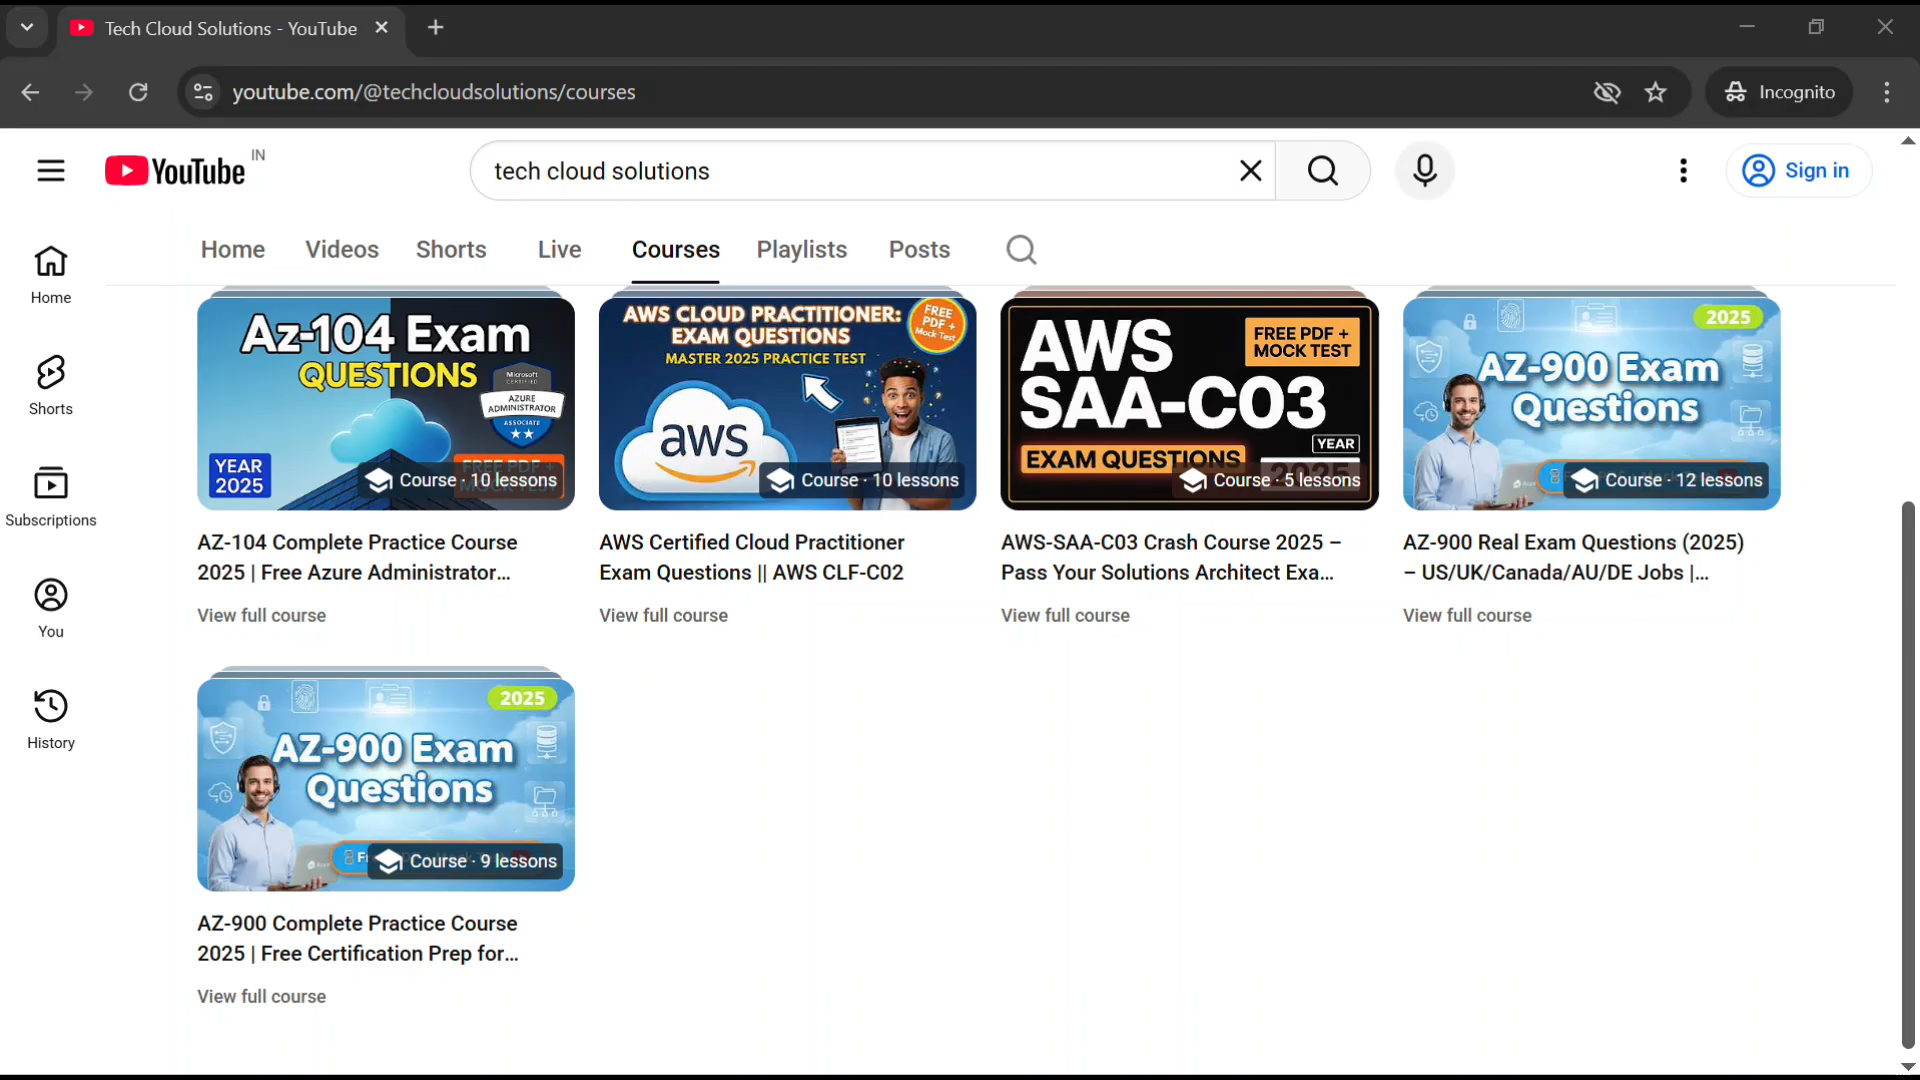 Tech Cloud Solutions - YouTube
youtube.com/@techcloudsolutions/courses
Incognito
YouTube
IN
tech cloud solutions
Sign in
Home
Videos
Shorts
Live
Courses
Playlists
Posts
Home
Shorts
Subscriptions
You
History
Az-104 Exam
QUESTIONS
Microsoft
CERTIFIED
AZURE
ADMINISTRATOR
ASSOCIATE
YEAR
2025
FREE PDF +
Course · 10 lessons
AZ-104 Complete Practice Course
2025 | Free Azure Administrator...
View full course
AWS CLOUD PRACTITIONER:
EXAM QUESTIONS
MASTER 2025 PRACTICE TEST
FREE
PDF +
Mock Test
aws
Course · 10 lessons
AWS Certified Cloud Practitioner
Exam Questions || AWS CLF-C02
View full course
AWS
SAA-C03
FREE PDF +
MOCK TEST
YEAR
2025
EXAM QUESTIONS
Course · 5 lessons
AWS-SAA-C03 Crash Course 2025 –
Pass Your Solutions Architect Exa...
View full course
2025
AZ-900 Exam
Questions
Course · 12 lessons
AZ-900 Real Exam Questions (2025)
– US/UK/Canada/AU/DE Jobs |...
View full course
2025
AZ-900 Exam
Questions
Course · 9 lessons
AZ-900 Complete Practice Course
2025 | Free Certification Prep for...
View full course